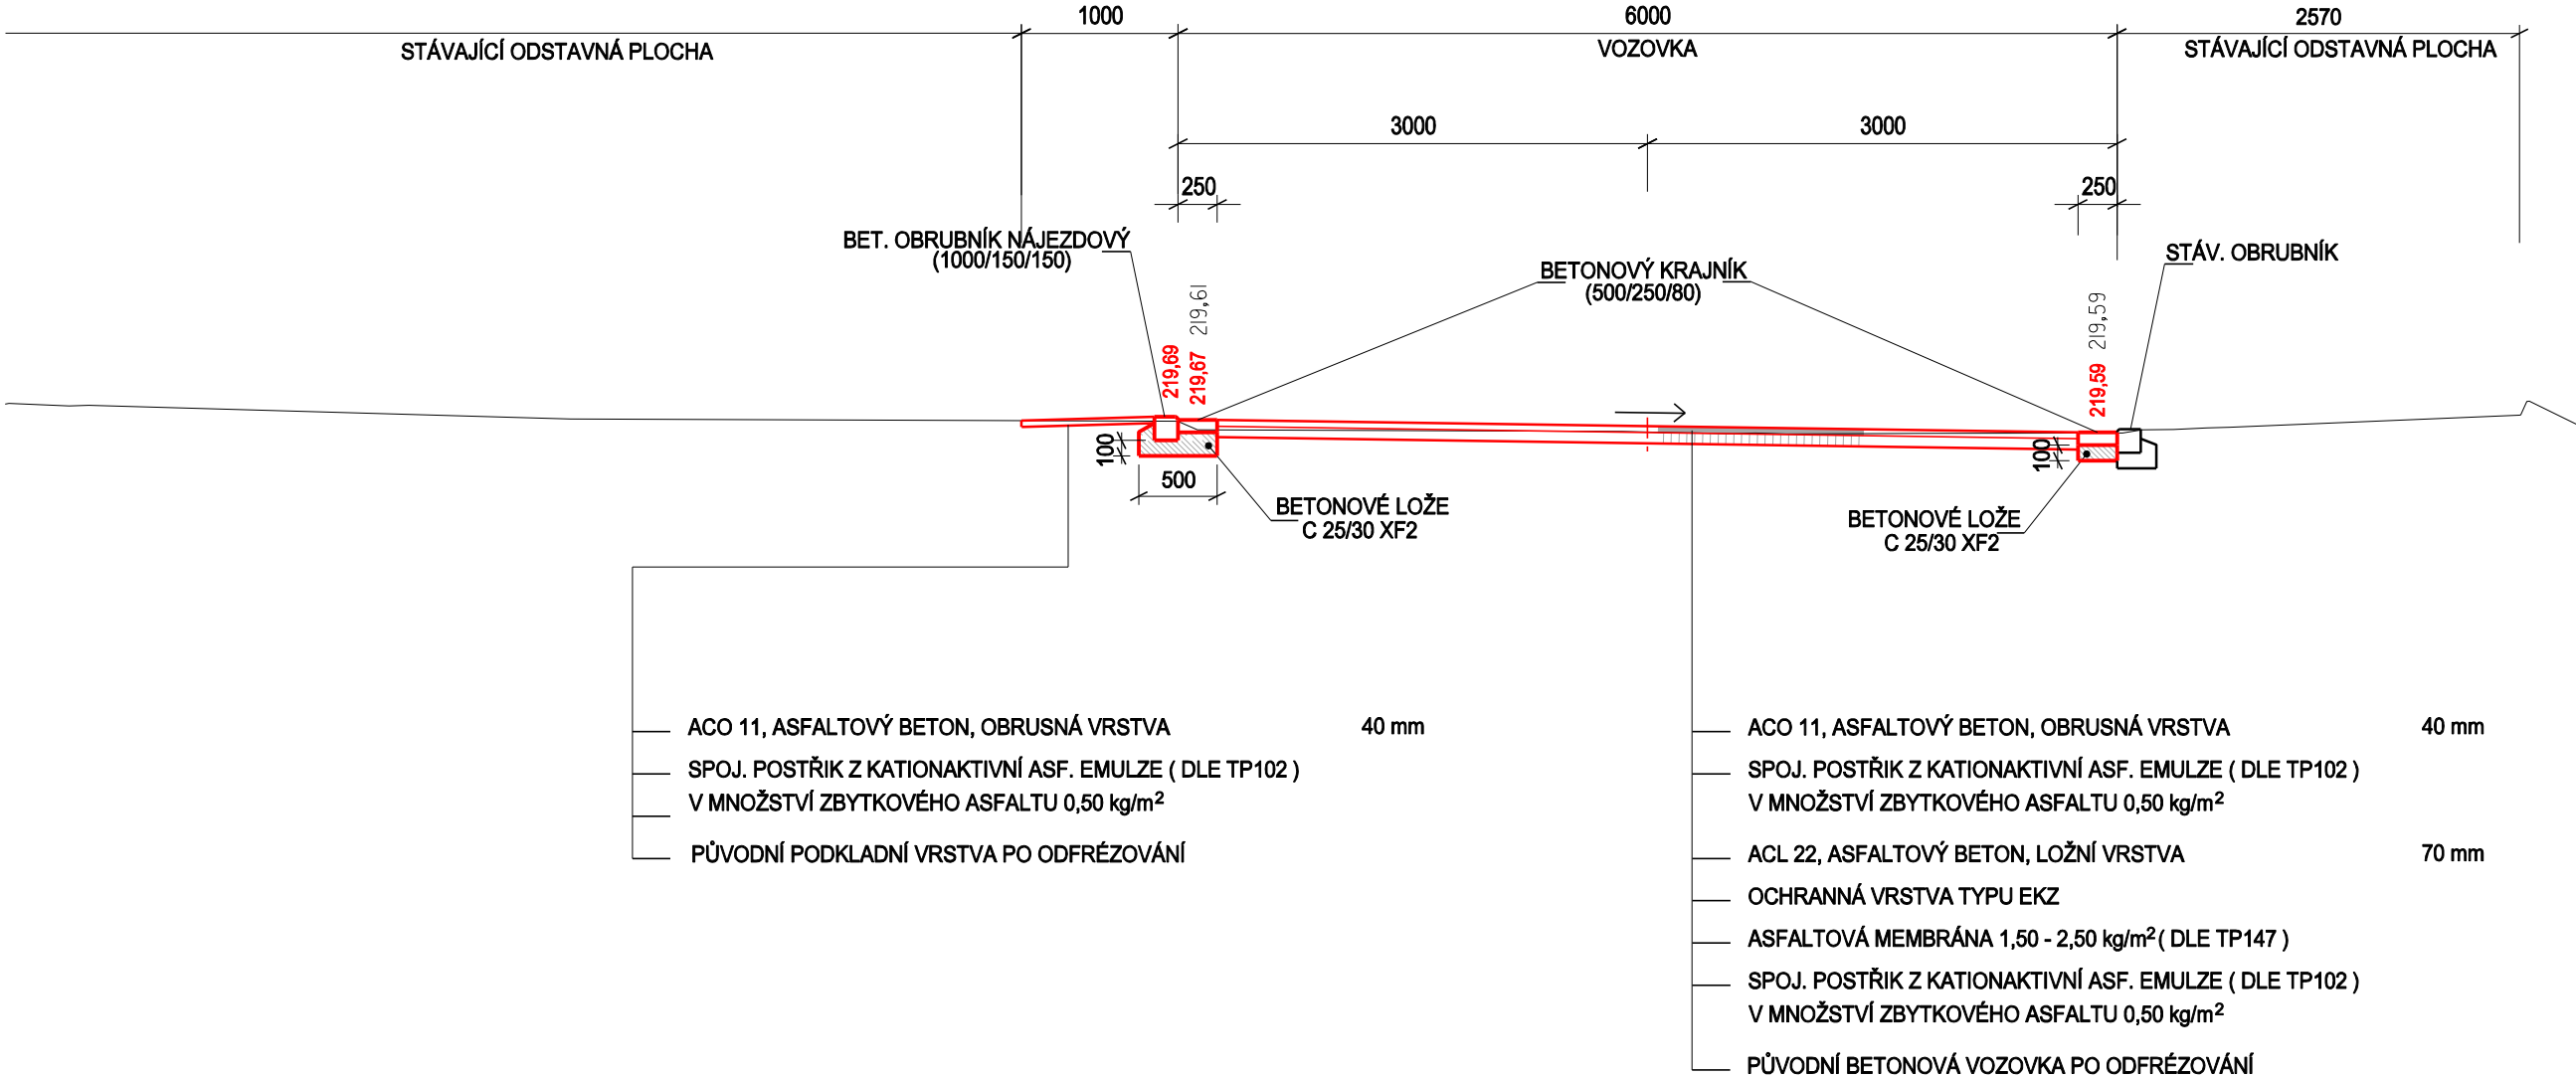 1000
6000
2570
STÁVAJÍCÍ ODSTAVNÁ PLOCHA
VOZOVKA
STÁVAJÍCÍ ODSTAVNÁ PLOCHA
3000
3000
250
250
BET. OBRUBNÍK NÁJEZDOVÝ
(1000/150/150)
BETONOVÝ KRAJNÍK
(500/250/80)
STÁV. OBRUBNÍK
219,69
219,67
219,61
219,59
219,59
100
500
100
BETONOVÉ LOŽE
C 25/30 XF2
BETONOVÉ LOŽE
C 25/30 XF2
ACO 11, ASFALTOVÝ BETON, OBRUSNÁ VRSTVA 40 mm
SPOJ. POSTŘIK Z KATIONAKTIVNÍ ASF. EMULZE ( DLE TP102 )
V MNOŽSTVÍ ZBYTKOVÉHO ASFALTU 0,50 kg/m²
PŮVODNÍ PODKLADNÍ VRSTVA PO ODFRÉZOVÁNÍ
ACO 11, ASFALTOVÝ BETON, OBRUSNÁ VRSTVA 40 mm
SPOJ. POSTŘIK Z KATIONAKTIVNÍ ASF. EMULZE ( DLE TP102 )
V MNOŽSTVÍ ZBYTKOVÉHO ASFALTU 0,50 kg/m²
ACL 22, ASFALTOVÝ BETON, LOŽNÍ VRSTVA 70 mm
OCHRANNÁ VRSTVA TYPU EKZ
ASFALTOVÁ MEMBRÁNA 1,50 - 2,50 kg/m² ( DLE TP147 )
SPOJ. POSTŘIK Z KATIONAKTIVNÍ ASF. EMULZE ( DLE TP102 )
V MNOŽSTVÍ ZBYTKOVÉHO ASFALTU 0,50 kg/m²
PŮVODNÍ BETONOVÁ VOZOVKA PO ODFRÉZOVÁNÍ